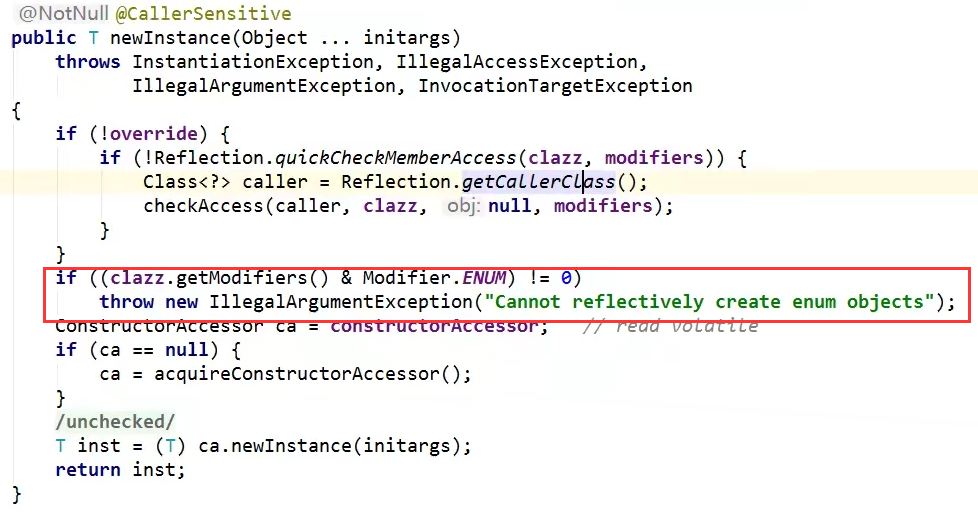 @NotNull @CallerSensitive
public T newInstance(Object ... initargs)
    throws InstantiationException, IllegalAccessException,
           IllegalArgumentException, InvocationTargetException
{
    if (!override) {
        if (!Reflection.quickCheckMemberAccess(clazz, modifiers)) {
            Class<?> caller = Reflection.getCallerClass();
            checkAccess(caller, clazz, obj: null, modifiers);
        }
    }
    if ((clazz.getModifiers() & Modifier.ENUM) != 0)
        throw new IllegalArgumentException("Cannot reflectively create enum objects");
    ConstructorAccessor ca = constructorAccessor;   // read volatile
    if (ca == null) {
        ca = acquireConstructorAccessor();
    }
    /unchecked/
    T inst = (T) ca.newInstance(initargs);
    return inst;
}